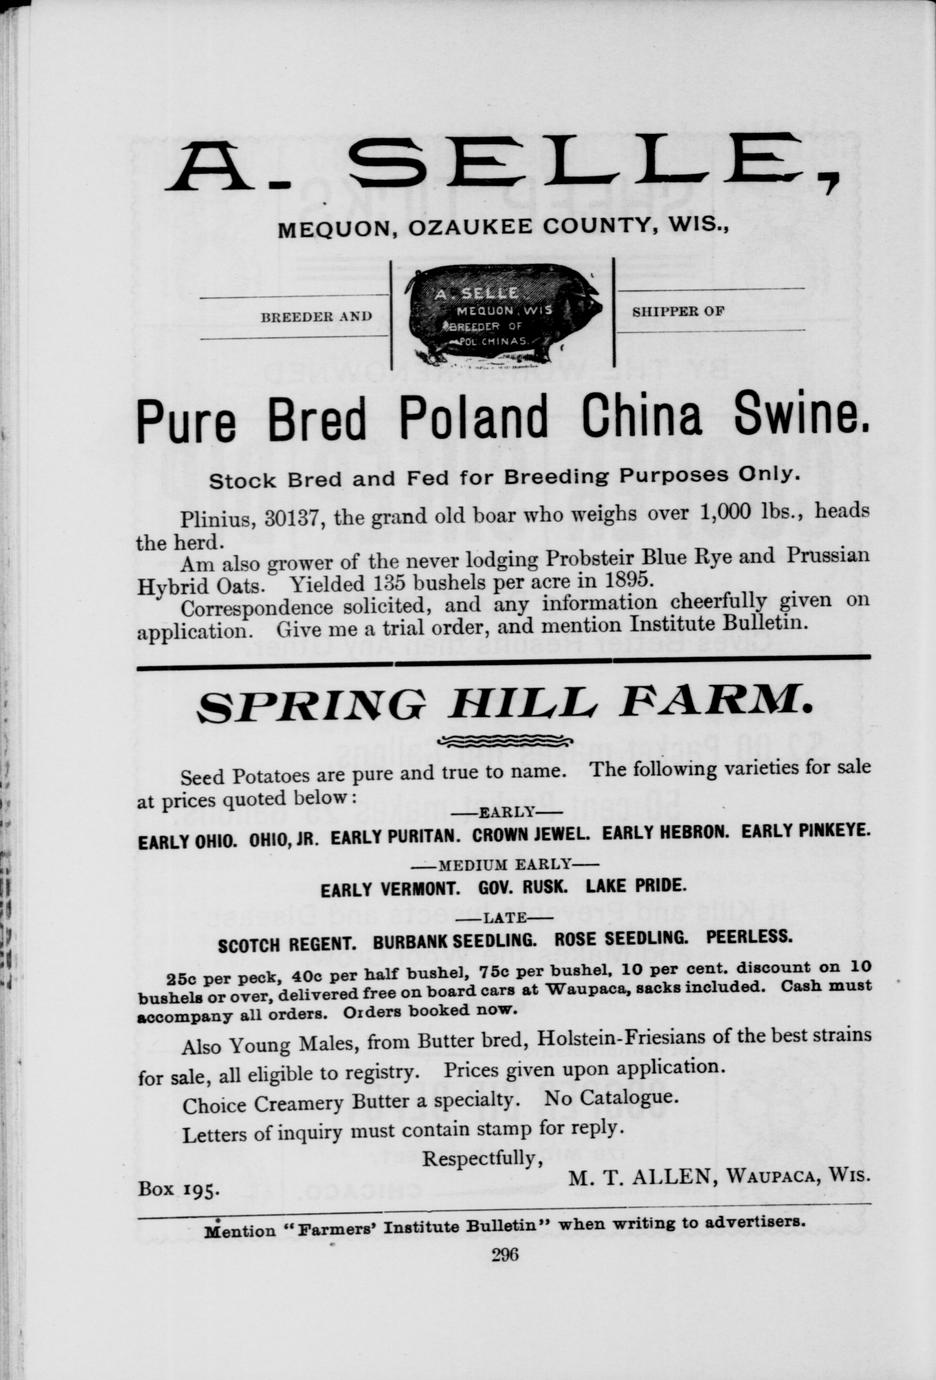 A. SELLE,
MEQUON, OZAUKEE COUNTY, WIS.,
BREEDER AND
A. SELLE
MEQUON, WIS
BREEDER OF
POL. CHINAS.
SHIPPER OF
Pure Bred Poland China Swine.
Stock Bred and Fed for Breeding Purposes Only.
Plinius, 30137, the grand old boar who weighs over 1,000 lbs., heads
the herd.
Am also grower of the never lodging Probsteir Blue Rye and Prussian
Hybrid Oats. Yielded 135 bushels per acre in 1895.
Correspondence solicited, and any information cheerfully given on
application. Give me a trial order, and mention Institute Bulletin.
SPRING HILL FARM.
Seed Potatoes are pure and true to name. The following varieties for sale
at prices quoted below:
—EARLY—
EARLY OHIO. OHIO, JR. EARLY PURITAN. CROWN JEWEL. EARLY HEBRON. EARLY PINKEYE.
—MEDIUM EARLY—
EARLY VERMONT. GOV. RUSK. LAKE PRIDE.
—LATE—
SCOTCH REGENT. BURBANK SEEDLING. ROSE SEEDLING. PEERLESS.
25c per peck, 40c per half bushel, 75c per bushel, 10 per cent. discount on 10
bushels or over, delivered free on board cars at Waupaca, sacks included. Cash must
accompany all orders. Orders booked now.
Also Young Males, from Butter bred, Holstein-Friesians of the best strains
for sale, all eligible to registry. Prices given upon application.
Choice Creamery Butter a specialty. No Catalogue.
Letters of inquiry must contain stamp for reply.
Respectfully,
M. T. ALLEN, WAUPACA, WIS.
Box 195.
Mention "Farmers' Institute Bulletin" when writing to advertisers.
296